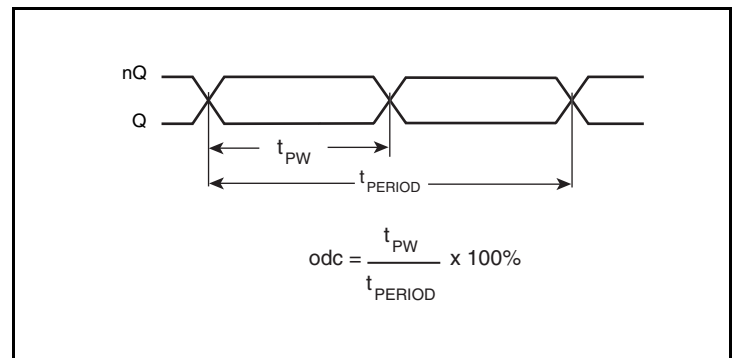 nQ
Q
tPW
tPERIOD
odc = tPW / tPERIOD x 100%